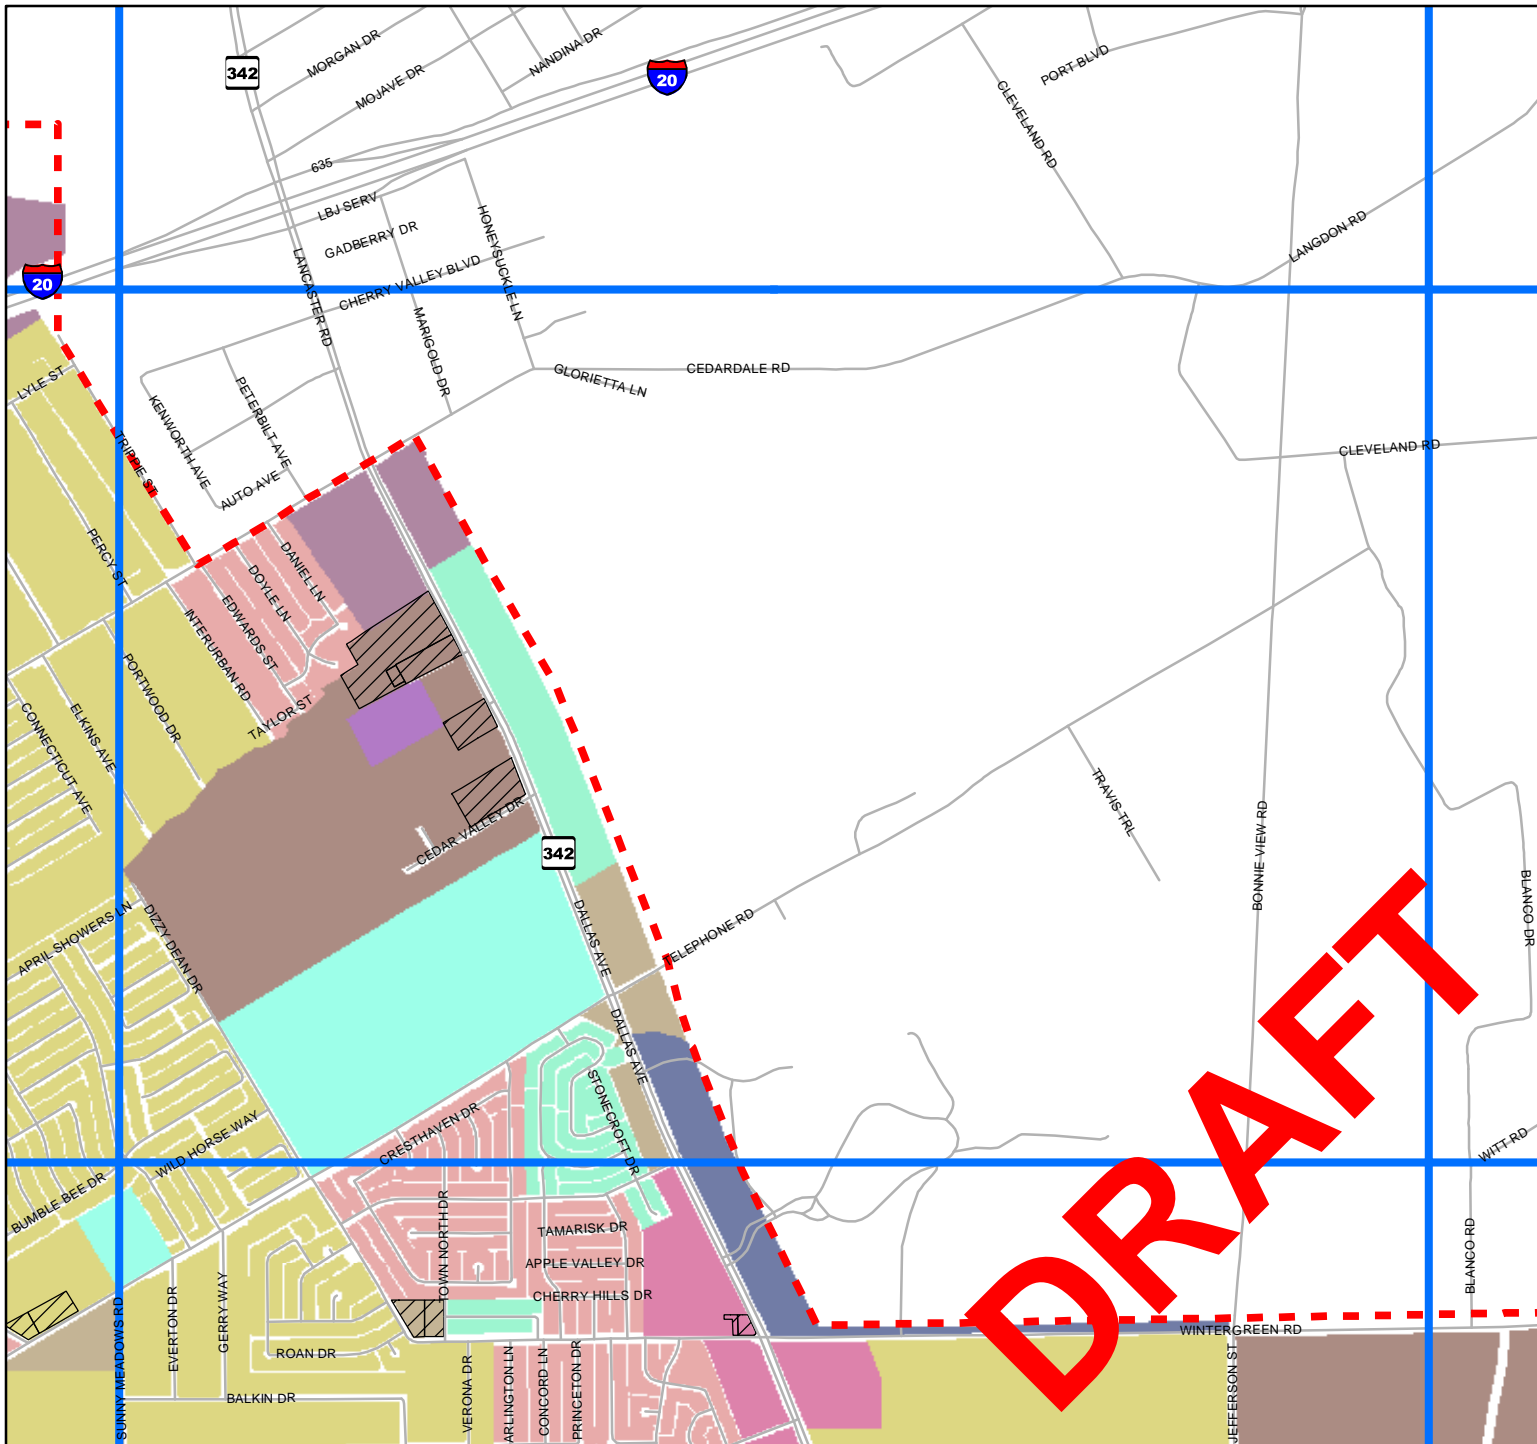 MORGAN DR
NANDINA DR
PORT BLVD
342
20
MOJAVE DR
CLEVELAND RD
635
LBJ SERV
HONEYSUCKLE LN
GADBERRY DR
LANGDON RD
LANCASTER RD
CHERRY VALLEY BLVD
20
MARIGOLD DR
LYLE ST
GLORIETTA LN
CEDARDALE RD
PETERBILT AVE
KENWORTH AVE
TRIPPIE ST
AUTO AVE
CLEVELAND RD
PERCY ST
DANIEL LN
DOYLE LN
EDWARDS ST
INTERURBAN RD
PORTWOOD DR
TAYLOR ST
ELKINS AVE
CONNECTICUT AVE
TRAVIS TRL
CEDAR VALLEY DR
342
BONNIE VIEW RD
BLANCO DR
APRIL SHOWERS LN
DIZZY DEAN DR
DALLAS AVE
TELEPHONE RD
DALLAS AVE
STONECROFT DR
CRESTHAVEN DR
WILD HORSE WAY
BUMBLE BEE DR
WITT RD
DRAFT
TOWN NORTH DR
TAMARISK DR
APPLE VALLEY DR
CHERRY HILLS DR
BLANCO RD
SUNNY MEADOWS RD
EVERTON DR
GERRY WAY
WINTERGREEN RD
ROAN DR
BALKIN DR
VERONA DR
ARLINGTON LN
CONCORD LN
PRINCETON DR
JEFFERSON ST